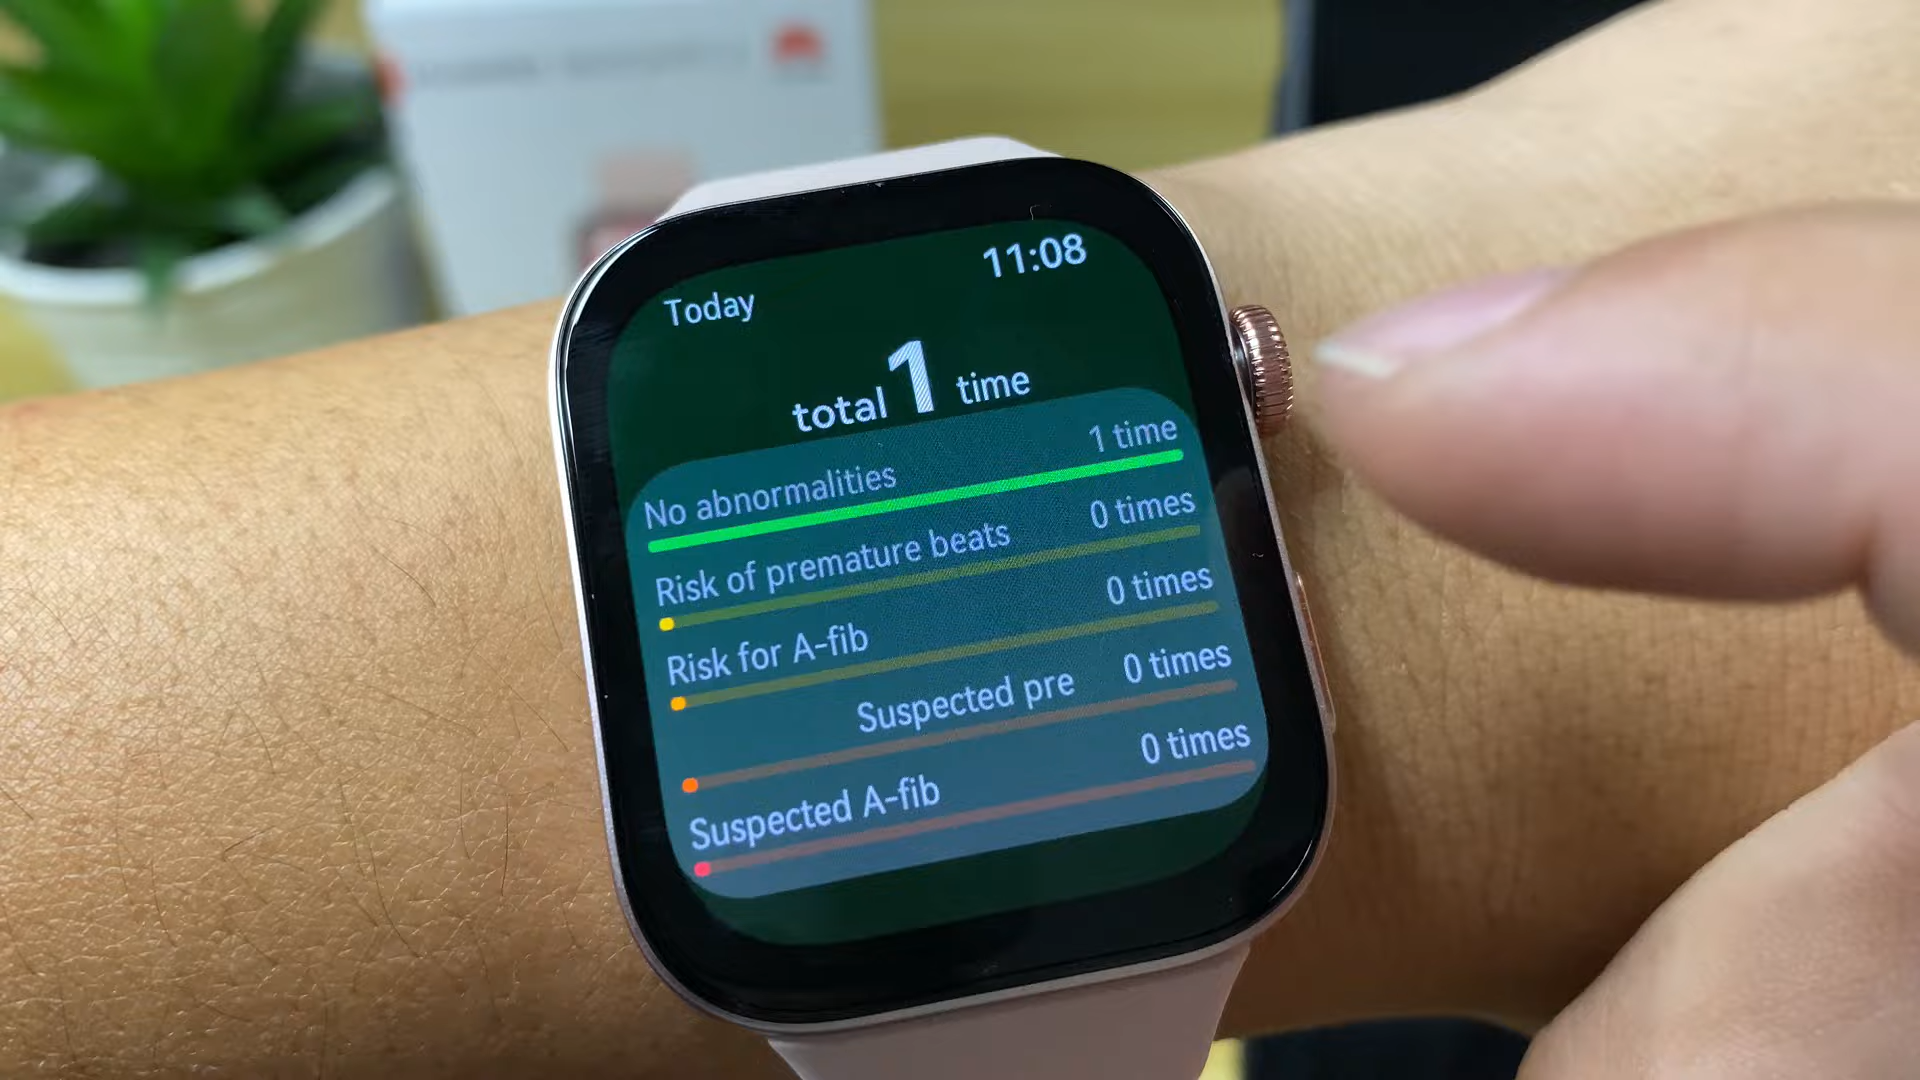 11:08
Today
total 1 time
No abnormalities 1 time
Risk of premature beats 0 times
Risk for A-fib 0 times
Suspected pre 0 times
Suspected A-fib 0 times